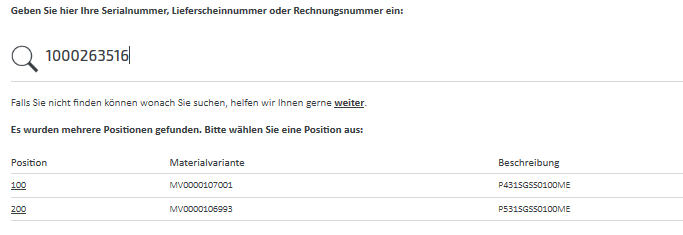 Geben Sie hier Ihre Serialnummer, Lieferscheinnummer oder Rechnungsnummer ein:
1000263516
Falls Sie nicht finden können wonach Sie suchen, helfen wir Ihnen gerne weiter.
Es wurden mehrere Positionen gefunden. Bitte wählen Sie eine Position aus:
Position Materialvariante Beschreibung
100 MV0000107001 P431SGSS0100ME
200 MV0000106993 P531SGSS0100ME